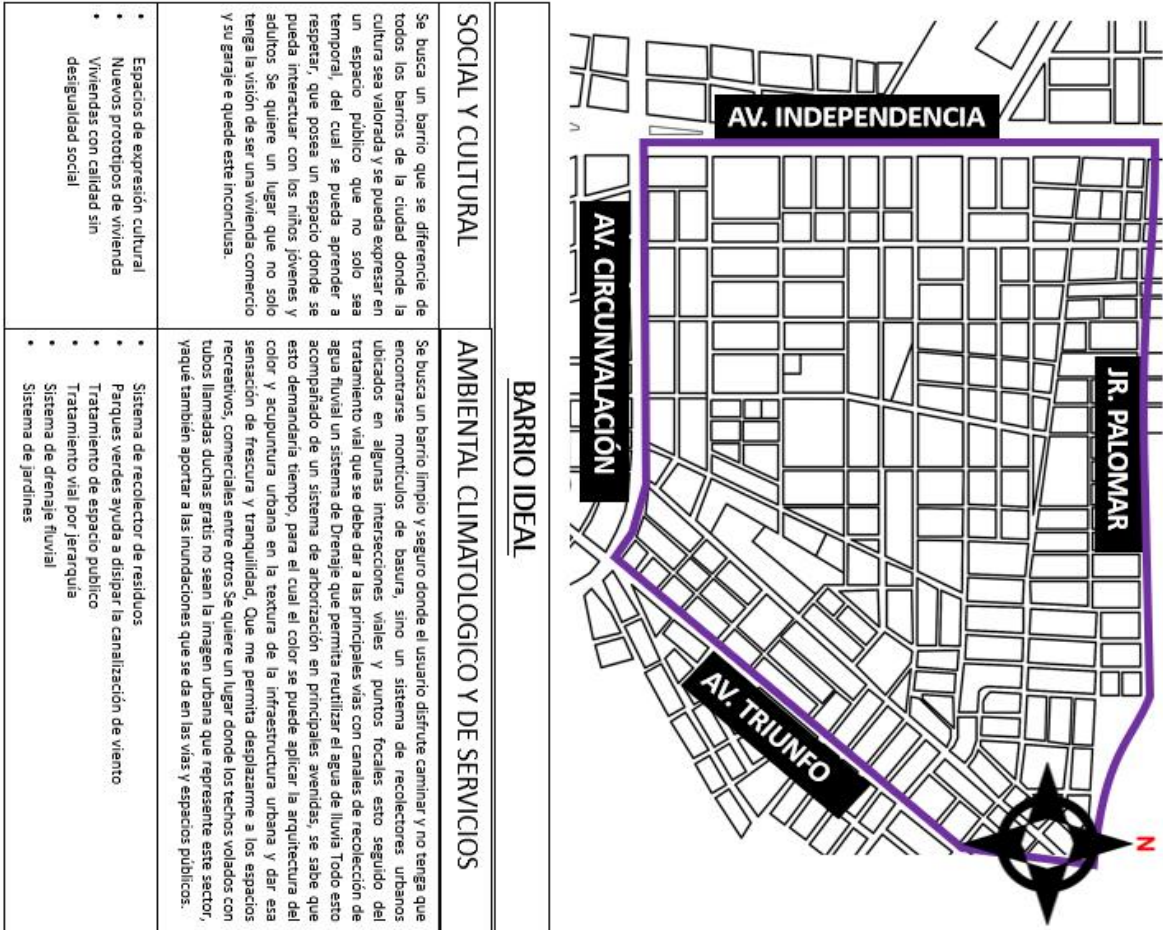 AV. INDEPENDENCIA
AV. CIRCUNVALACIÓN
JR. PALOMAR
AV. TRIUNFO
N
BARRIO IDEAL
SOCIAL Y CULTURAL
Se busca un barrio que se diferencie de
todos los barrios de la ciudad donde la
cultura sea valorada y se pueda expresar en
un espacio público que no solo sea
temporal, del cual se pueda aprender a
respetar, que posea un espacio donde se
pueda interactuar con los niños jóvenes y
adultos Se quiere un lugar que no solo
tenga la visión de ser una vivienda comercio
y su garaje e quede este inconclusa.
• Espacios de expresión cultural
• Nuevos prototipos de vivienda
• Viviendas con calidad sin
desigualdad social
AMBIENTAL CLIMATOLOGICO Y DE SERVICIOS
Se busca un barrio limpio y seguro donde el usuario disfrute caminar y no tenga que
encontrarse montículos de basura, sino un sistema de recolectores urbanos
ubicados en algunas intersecciones viales y puntos focales esto seguido del
tratamiento vial que se debe dar a las principales vías con canales de recolección de
agua fluvial un sistema de Drenaje que permita reutilizar el agua de lluvia Todo esto
acompañado de un sistema de arborización en principales avenidas, se sabe que
esto demandaría tiempo, para el cual el color se puede aplicar la arquitectura del
color y acupuntura urbana en la textura de la infraestructura urbana y dar esa
sensación de frescura y tranquilidad, Que me permita desplazarme a los espacios
recreativos, comerciales entre otros Se quiere un lugar donde los techos volados con
tubos llamadas duchas gratis no sean la imagen urbana que represente este sector,
yaqué también aportar a las inundaciones que se da en las vías y espacios públicos.
• Sistema de recolector de residuos
• Parques verdes ayuda a disipar la canalización de viento
• Tratamiento de espacio publico
• Tratamiento vial por jerarquía
• Sistema de drenaje fluvial
• Sistema de jardines